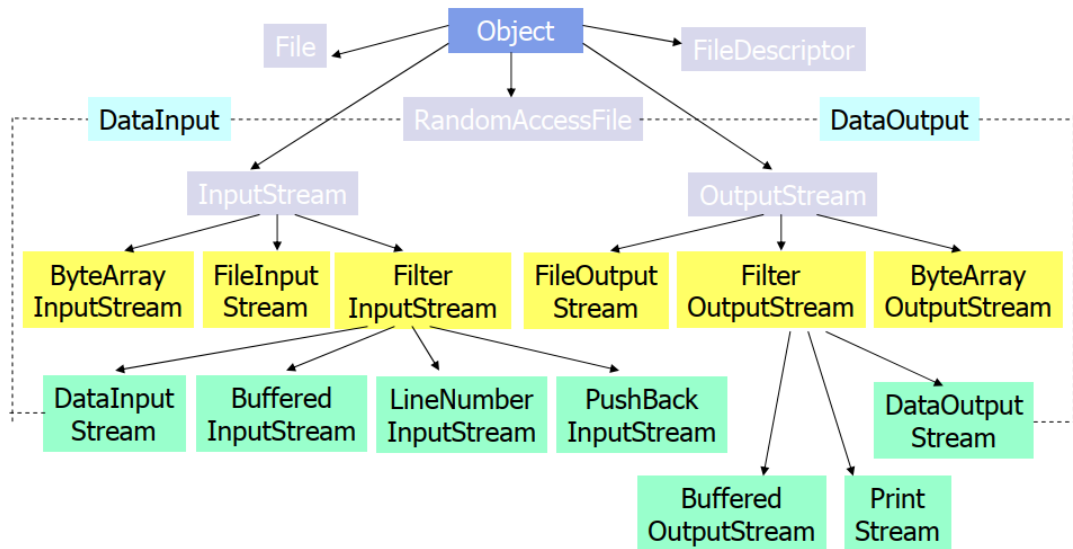 Object
File
FileDescriptor
DataInput
RandomAccessFile
DataOutput
InputStream
OutputStream
ByteArray
InputStream
FileInput
Stream
Filter
InputStream
FileOutput
Stream
Filter
OutputStream
ByteArray
OutputStream
DataInput
Stream
Buffered
InputStream
LineNumber
InputStream
PushBack
InputStream
DataOutput
Stream
Buffered
OutputStream
Print
Stream